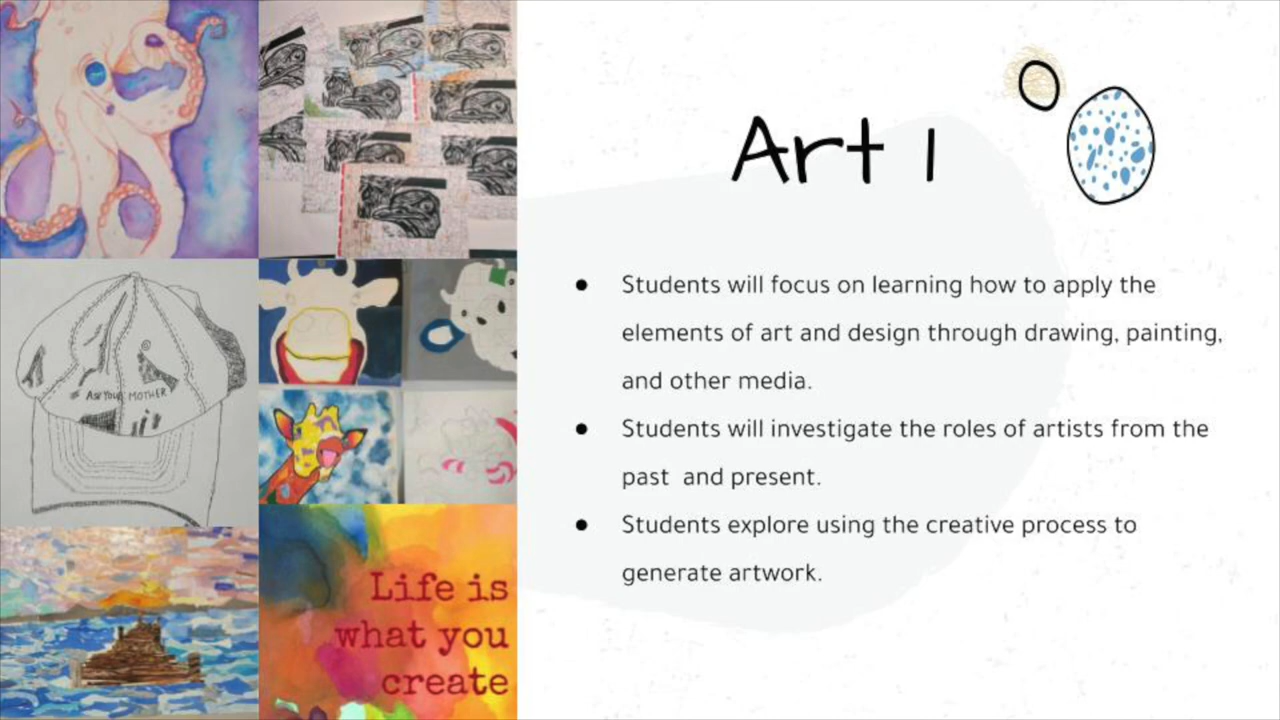 Art 1
Students will focus on learning how to apply the
elements of art and design through drawing, painting,
and other media.
Students will investigate the roles of artists from the
past  and present.
Students explore using the creative process to
generate artwork.
ASK YOUR MOTHER
Life is
what you
create